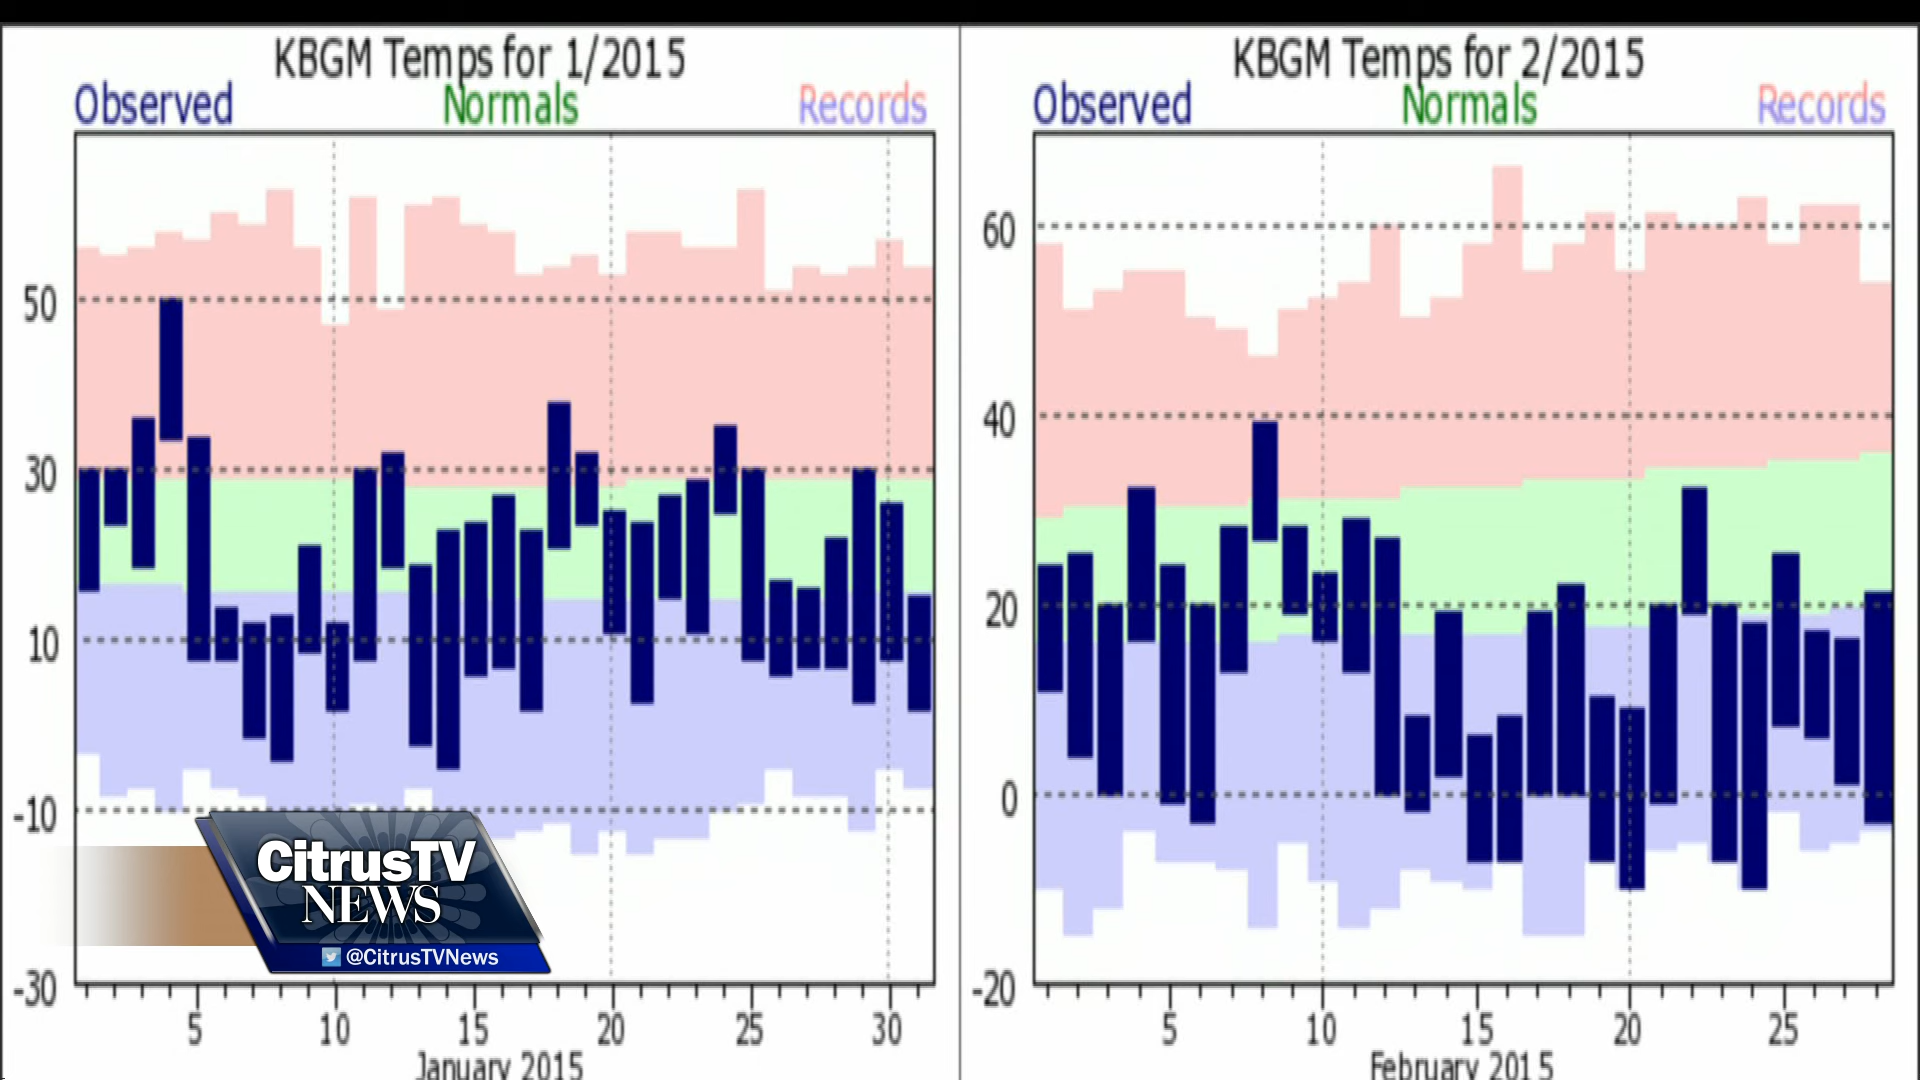 KBGM Temps for 1/2015
Observed Normals Records
50
30
10
-10
-30
5 10 15 20 25 30
January 2015
KBGM Temps for 2/2015
Observed Normals Records
60
40
20
0
-20
5 10 15 20 25
February 2015
CitrusTV
NEWS
@CitrusTVNews